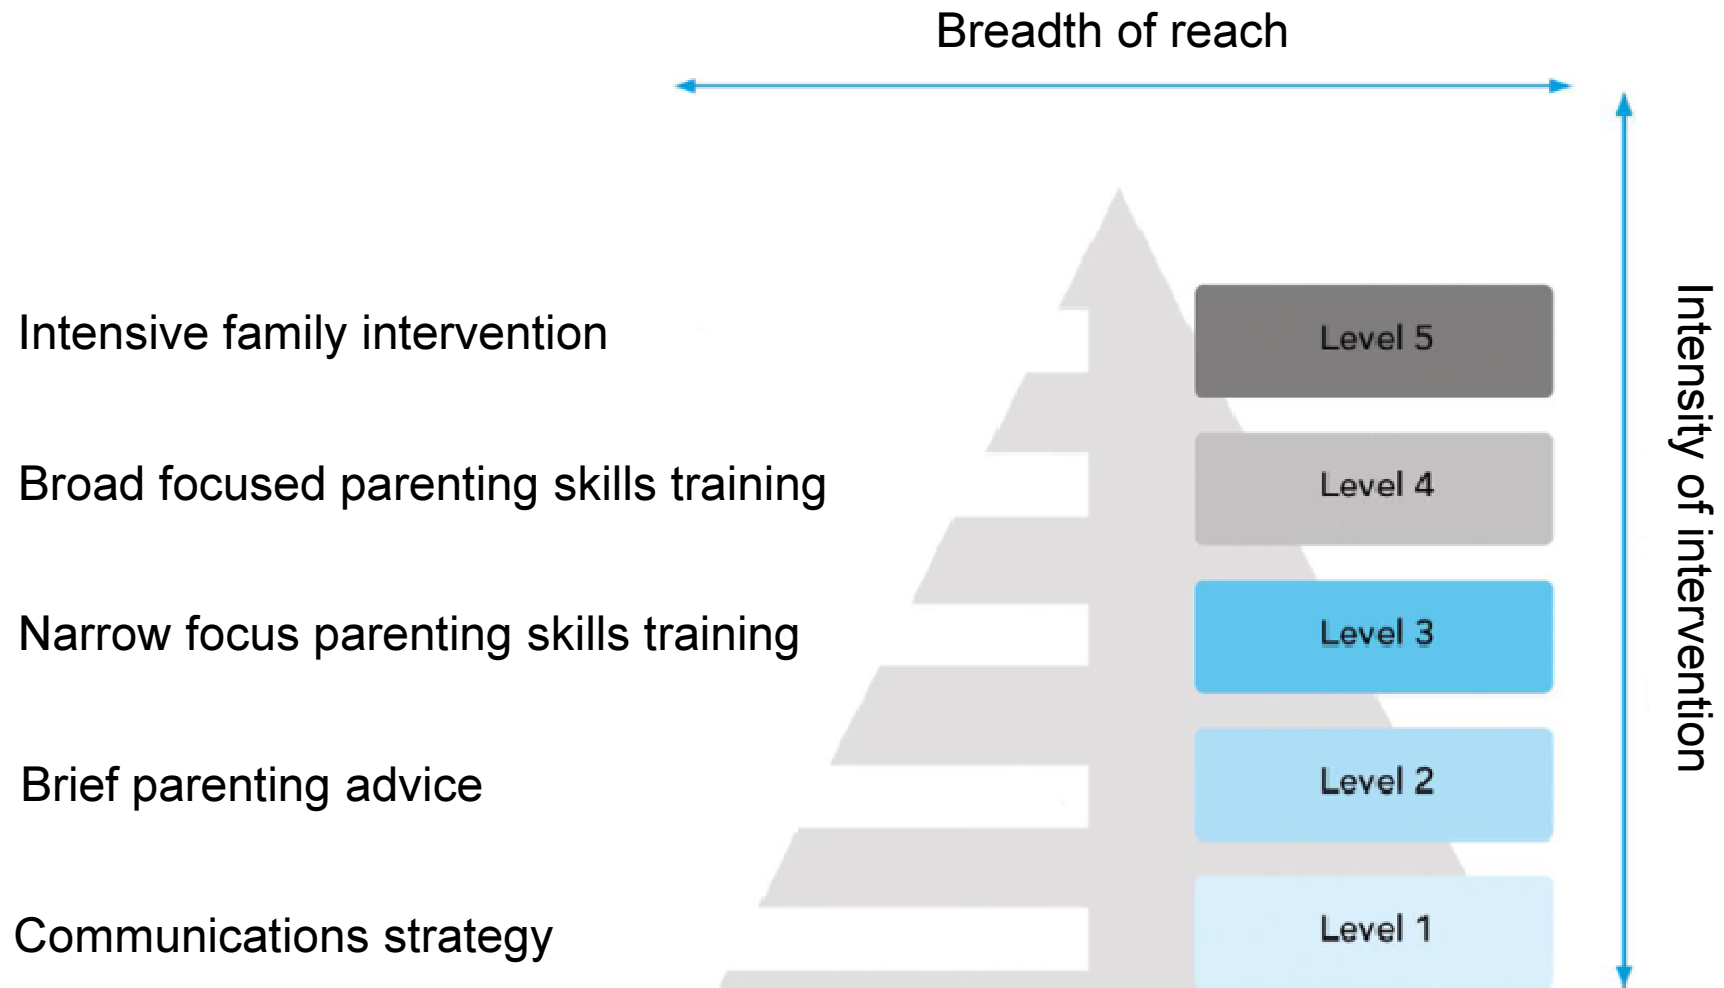 Breadth of reach
Intensive family intervention
Level 5
Broad focused parenting skills training
Level 4
Narrow focus parenting skills training
Level 3
Brief parenting advice
Level 2
Communications strategy
Level 1
Intensity of intervention